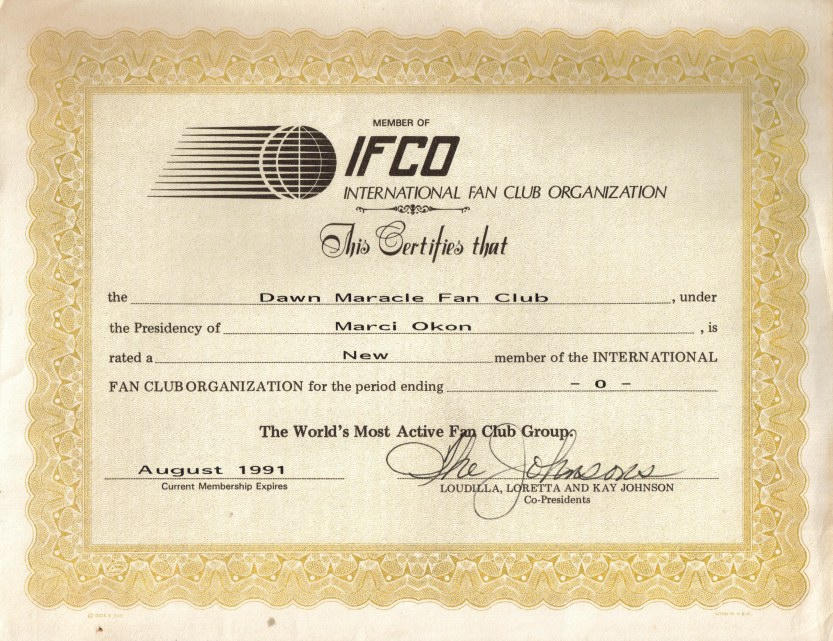 MEMBER OF
IFCO
INTERNATIONAL FAN CLUB ORGANIZATION
This Certifies that
the Dawn Maracle Fan Club , under
the Presidency of Marci Okon , is
rated a New member of the INTERNATIONAL
FAN CLUB ORGANIZATION for the period ending - 0 -
The World's Most Active Fan Club Group.
The Johnsons
August 1991
Current Membership Expires
LOUDILLA, LORETTA AND KAY JOHNSON
Co-Presidents